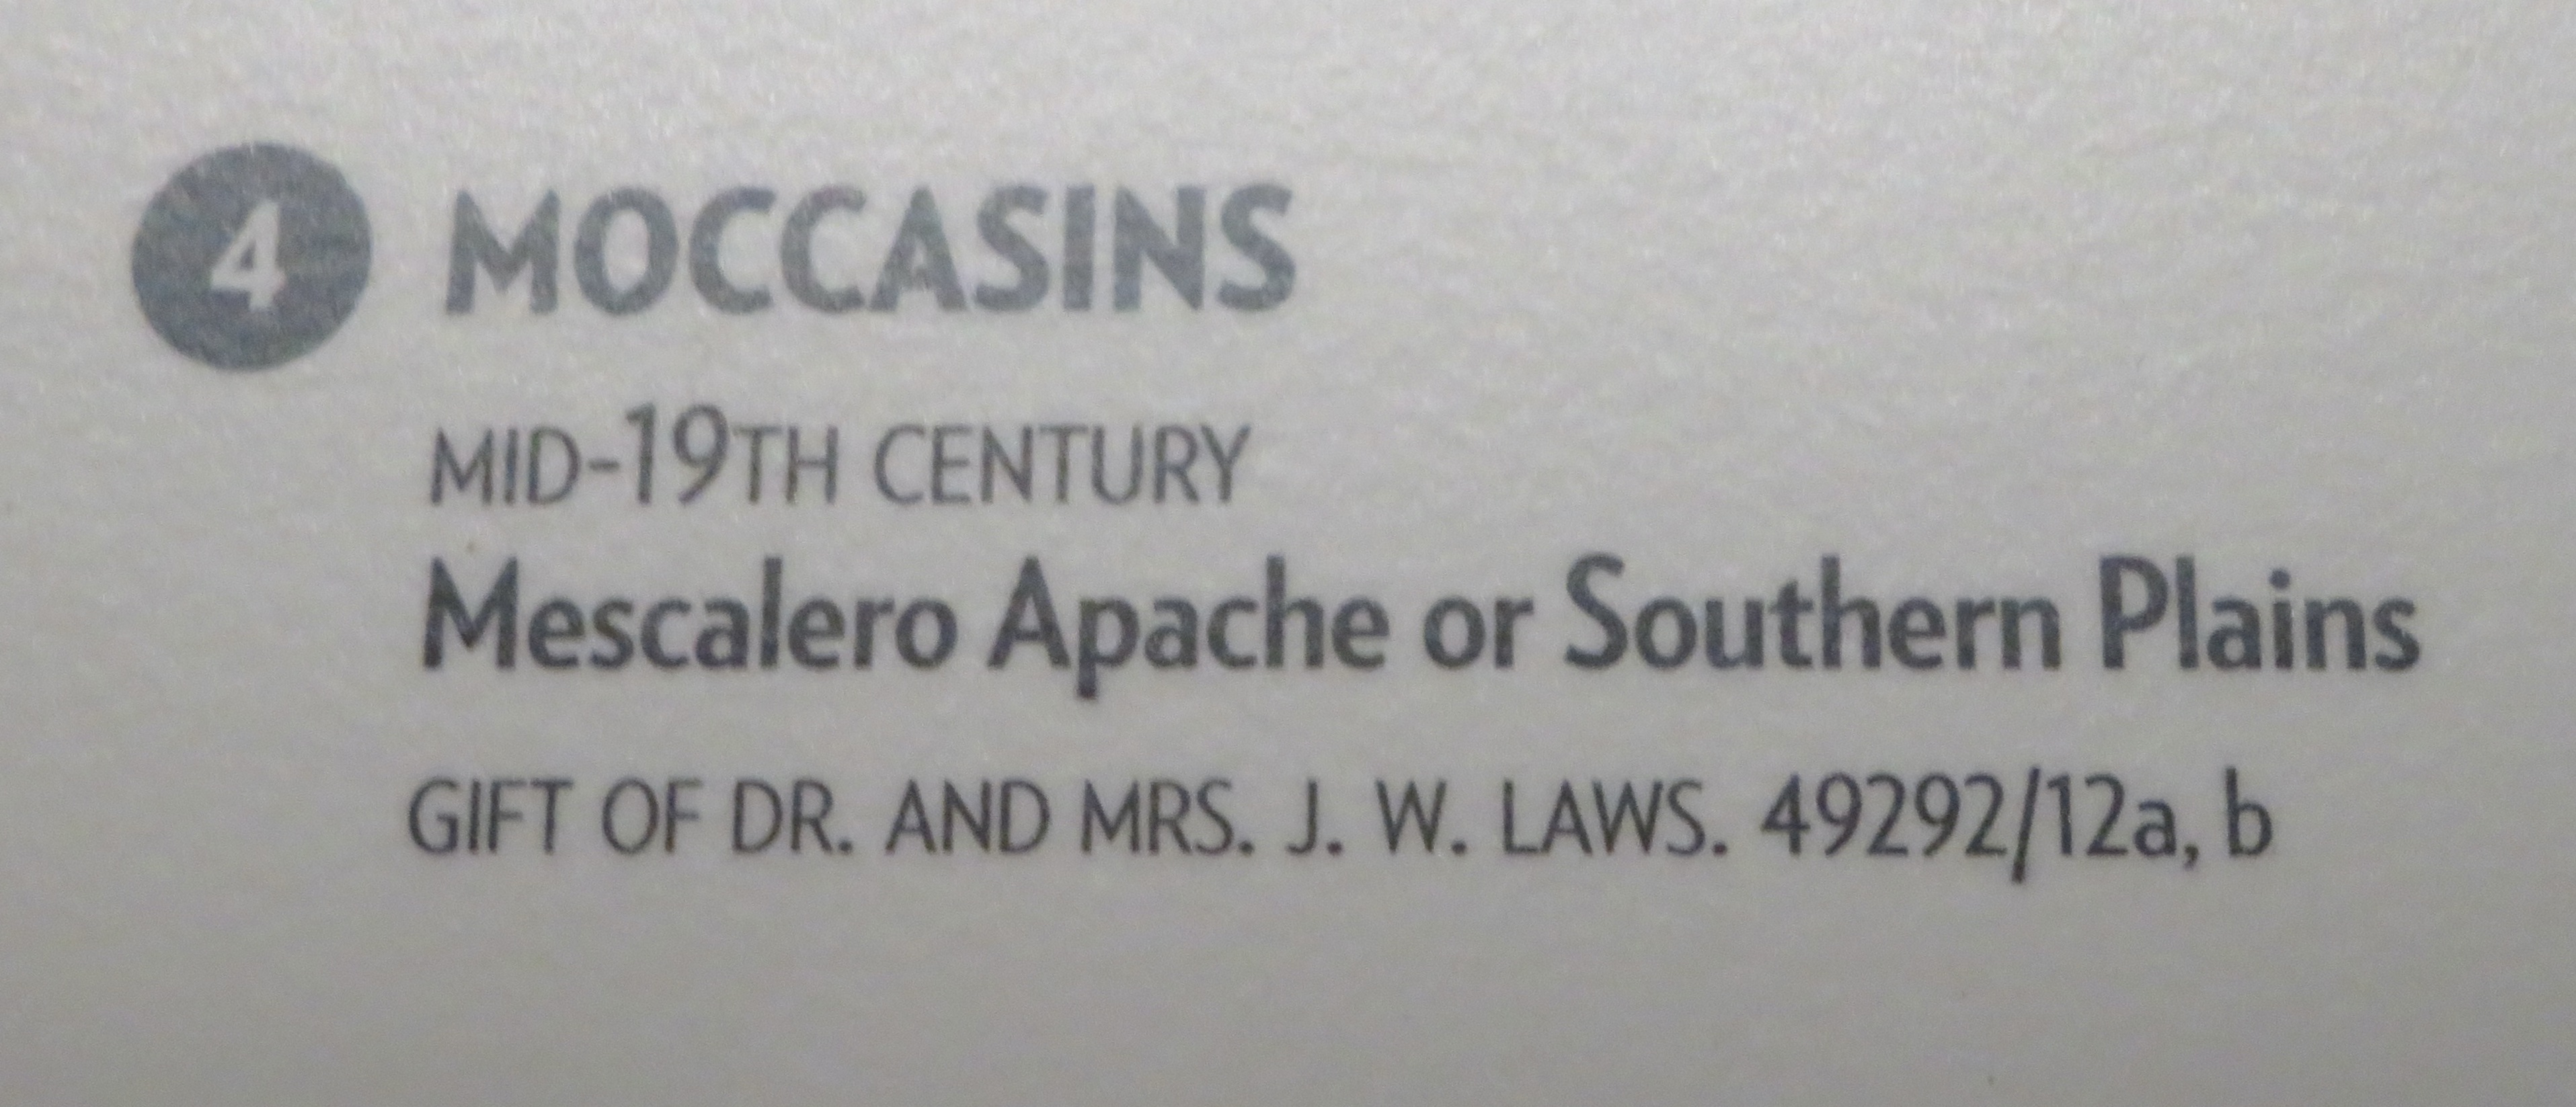 4 MOCCASINS
MID-19TH CENTURY
Mescalero Apache or Southern Plains
GIFT OF DR. AND MRS. J. W. LAWS. 49292/12a, b